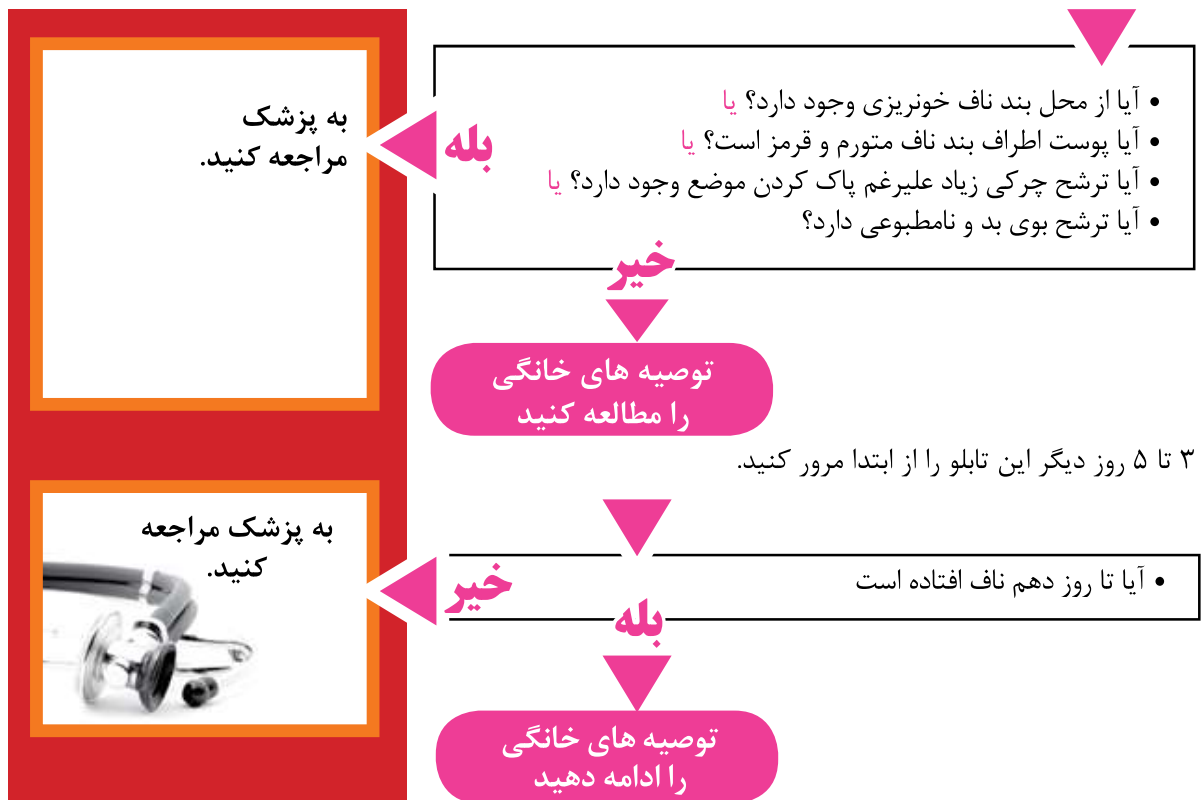 • آیا از محل بند ناف خونریزی وجود دارد؟ یا
• آیا پوست اطراف بند ناف متورم و قرمز است؟ یا
• آیا ترشح چرکی زیاد علیرغم پاک کردن موضع وجود دارد؟ یا
• آیا ترشح بوی بد و نامطبوعی دارد؟
بله
به پزشک
مراجعه کنید.
خیر
توصیه های خانگی
را مطالعه کنید
۳ تا ۵ روز دیگر این تابلو را از ابتدا مرور کنید.
• آیا تا روز دهم ناف افتاده است
خیر
به پزشک مراجعه
کنید.
بله
توصیه های خانگی
را ادامه دهید